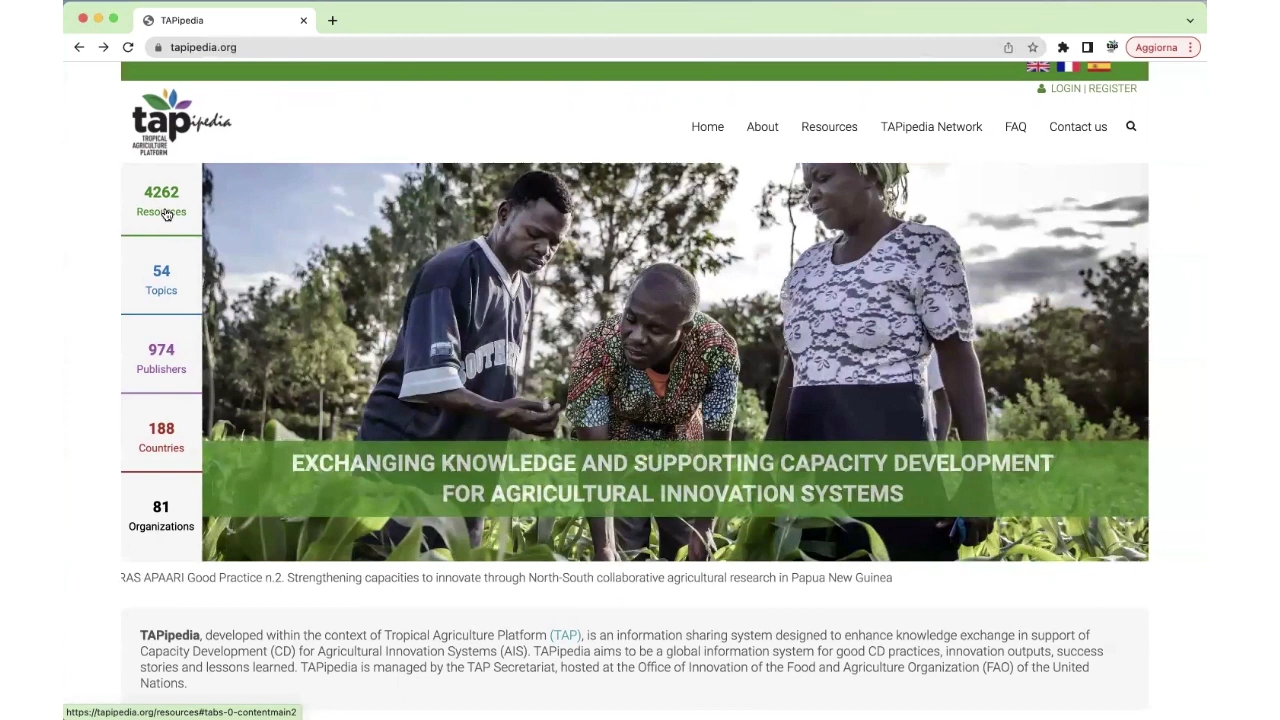 TAPipedia
tapipedia.org
Aggiorna
LOGIN | REGISTER
tapipedia
TROPICAL
AGRICULTURE
PLATFORM
Home About Resources TAPipedia Network FAQ Contact us
4262
Resources
54
Topics
974
Publishers
188
Countries
81
Organizations
SOUTHERN
EXCHANGING KNOWLEDGE AND SUPPORTING CAPACITY DEVELOPMENT
FOR AGRICULTURAL INNOVATION SYSTEMS
RAS APAARI Good Practice n.2. Strengthening capacities to innovate through North-South collaborative agricultural research in Papua New Guinea
TAPipedia, developed within the context of Tropical Agriculture Platform (TAP), is an information sharing system designed to enhance knowledge exchange in support of
Capacity Development (CD) for Agricultural Innovation Systems (AIS). TAPipedia aims to be a global information system for good CD practices, innovation outputs, success
stories and lessons learned. TAPipedia is managed by the TAP Secretariat, hosted at the Office of Innovation of the Food and Agriculture Organization (FAO) of the United
Nations.
https://tapipedia.org/resources#tabs-0-contentmain2